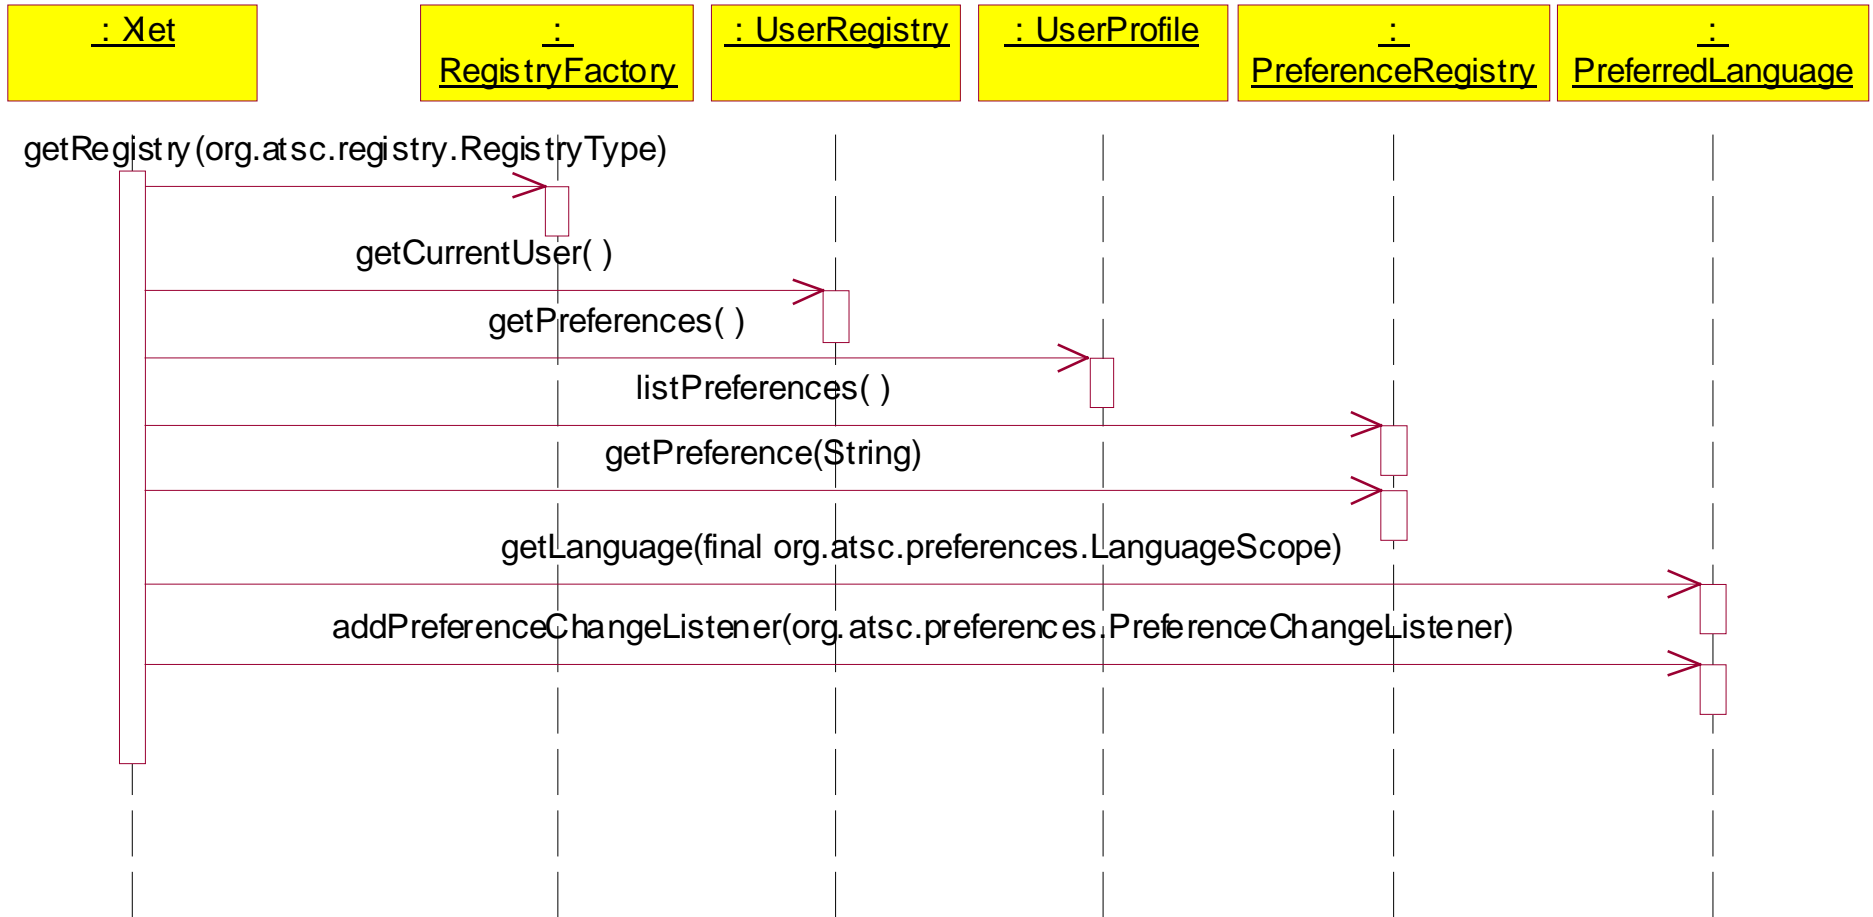 : Xlet
:
RegistryFactory
: UserRegistry
: UserProfile
:
PreferenceRegistry
:
PreferredLanguage
getRegistry(org.atsc.registry.RegistryType)
getCurrentUser( )
getPreferences( )
listPreferences( )
getPreference(String)
getLanguage(final org.atsc.preferences.LanguageScope)
addPreferenceChangeListener(org.atsc.preferences.PreferenceChangeListener)